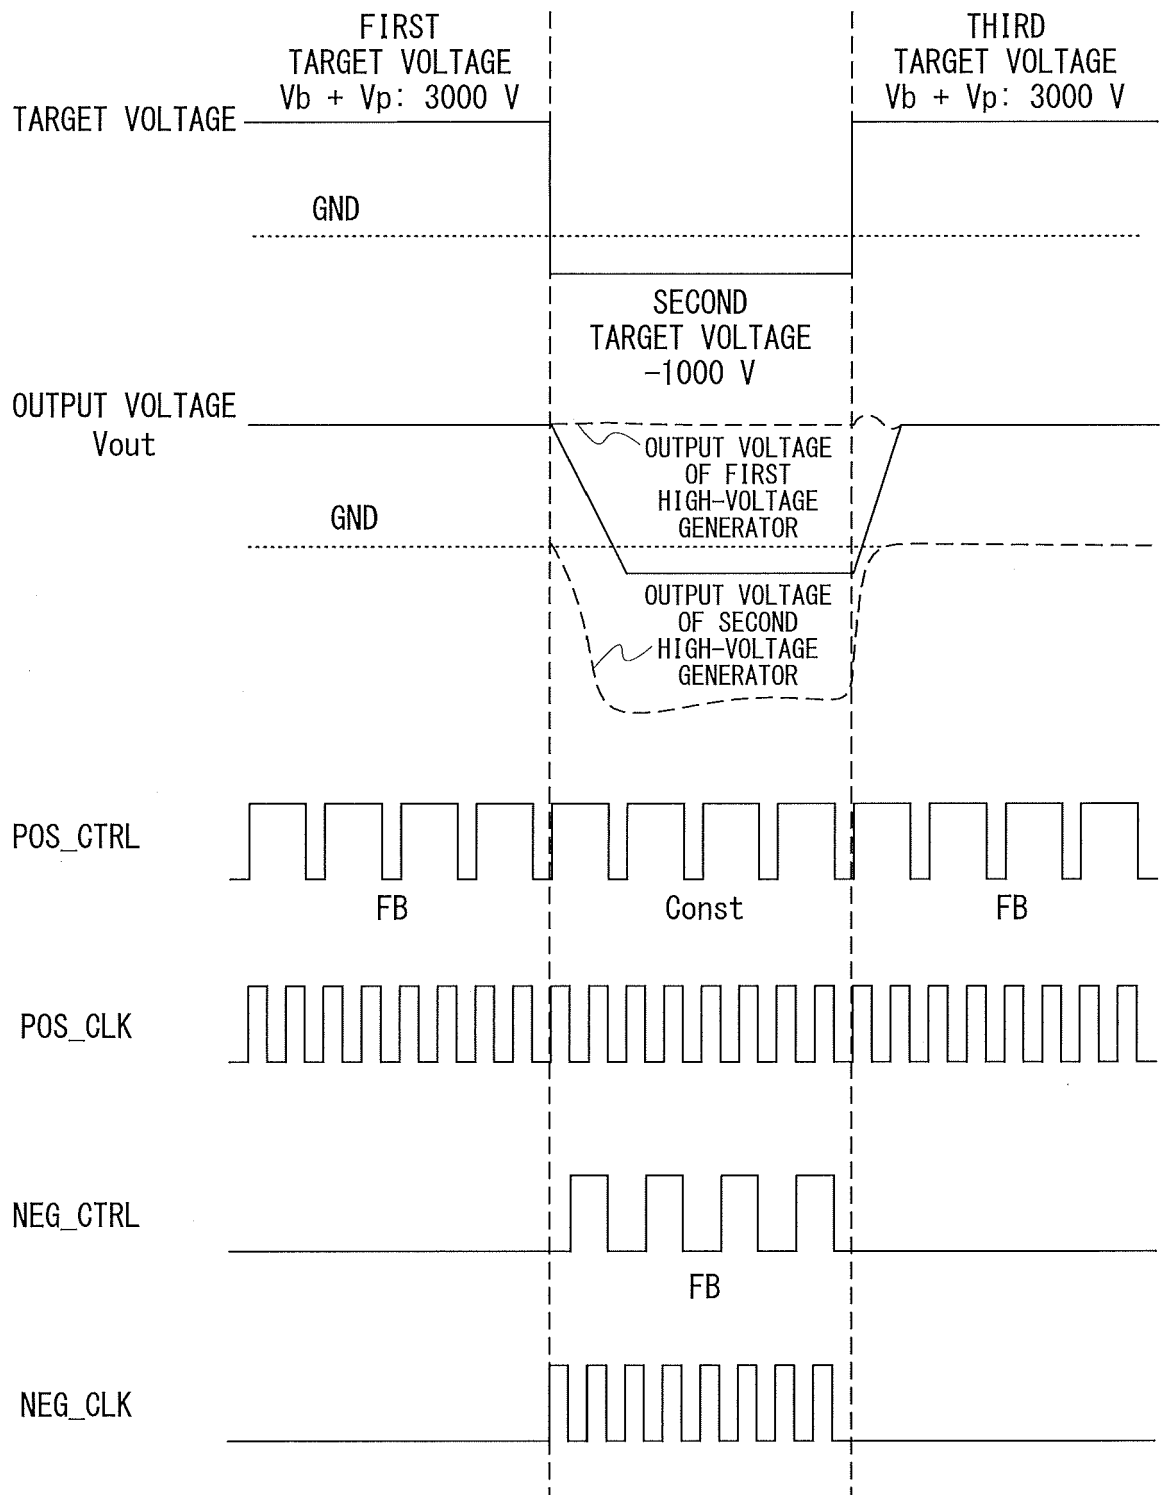 FIRST
TARGET VOLTAGE
Vb + Vp: 3000 V
THIRD
TARGET VOLTAGE
Vb + Vp: 3000 V
TARGET VOLTAGE
GND
SECOND
TARGET VOLTAGE
-1000 V
OUTPUT VOLTAGE
Vout
OUTPUT VOLTAGE
OF FIRST
HIGH-VOLTAGE
GENERATOR
GND
OUTPUT VOLTAGE
OF SECOND
HIGH-VOLTAGE
GENERATOR
POS_CTRL
FB
Const
FB
POS_CLK
NEG_CTRL
FB
NEG_CLK